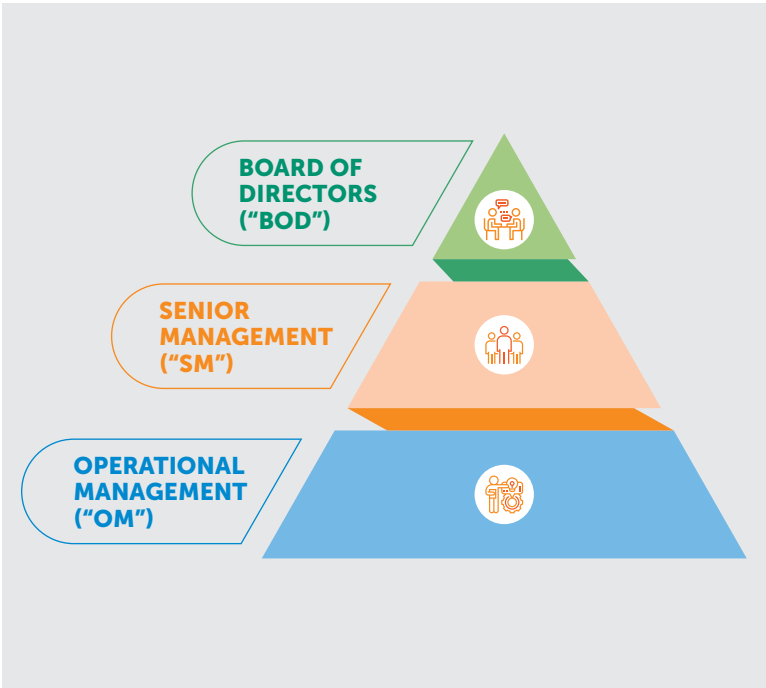 BOARD OF
DIRECTORS
(“BOD”)
SENIOR
MANAGEMENT
(“SM”)
OPERATIONAL
MANAGEMENT
(“OM”)